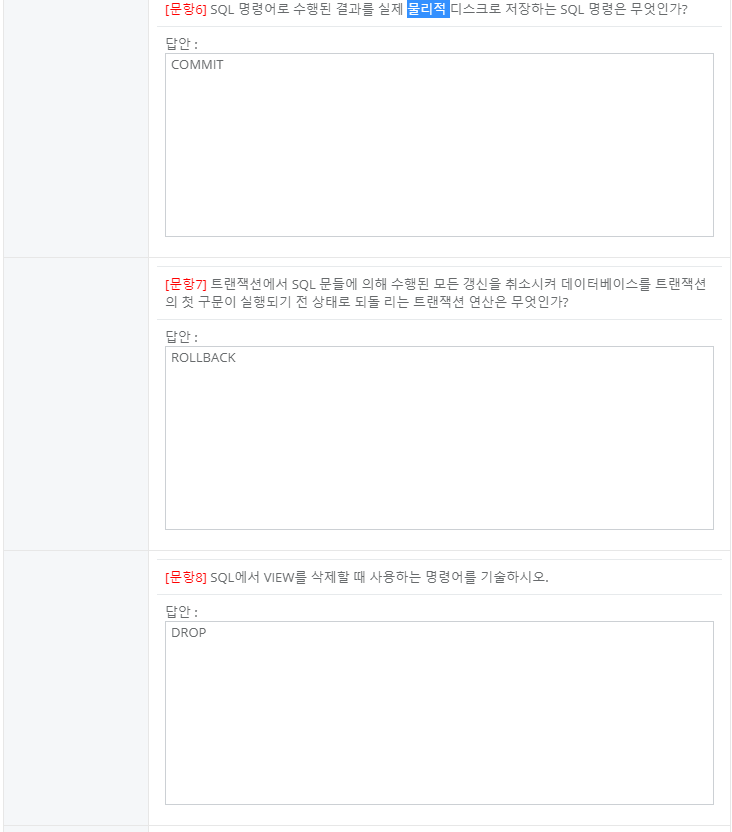 [문항6] SQL 명령어로 수행된 결과를 실제 물리적 디스크로 저장하는 SQL 명령은 무엇인가?
답안 :
COMMIT
[문항7] 트랜잭션에서 SQL 문들에 의해 수행된 모든 갱신을 취소시켜 데이터베이스를 트랜잭션
의 첫 구문이 실행되기 전 상태로 되돌 리는 트랜잭션 연산은 무엇인가?
답안 :
ROLLBACK
[문항8] SQL에서 VIEW를 삭제할 때 사용하는 명령어를 기술하시오.
답안 :
DROP